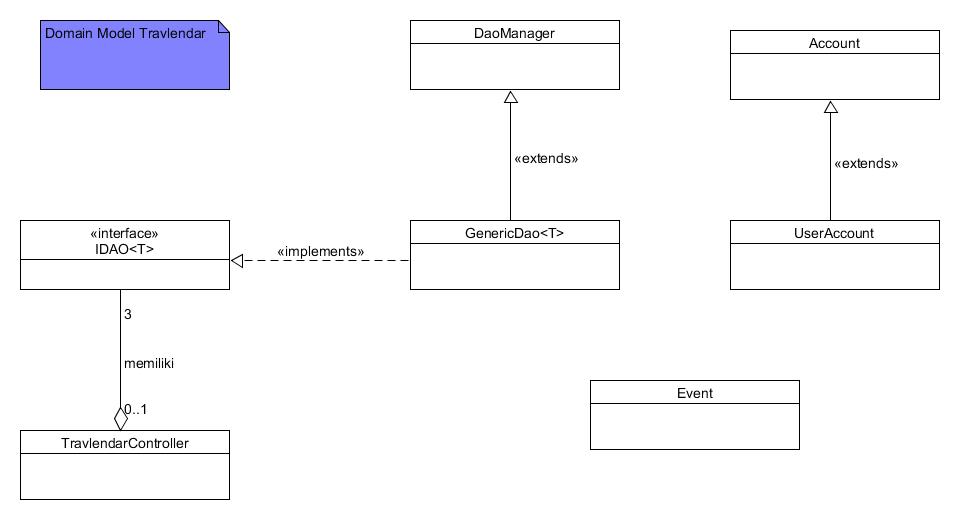 Domain Model Travlendar
DaoManager
Account
«extends»
«extends»
«interface»
IDAO<T>
«implements»
GenericDao<T>
UserAccount
3
memiliki
0..1
TravlendarController
Event